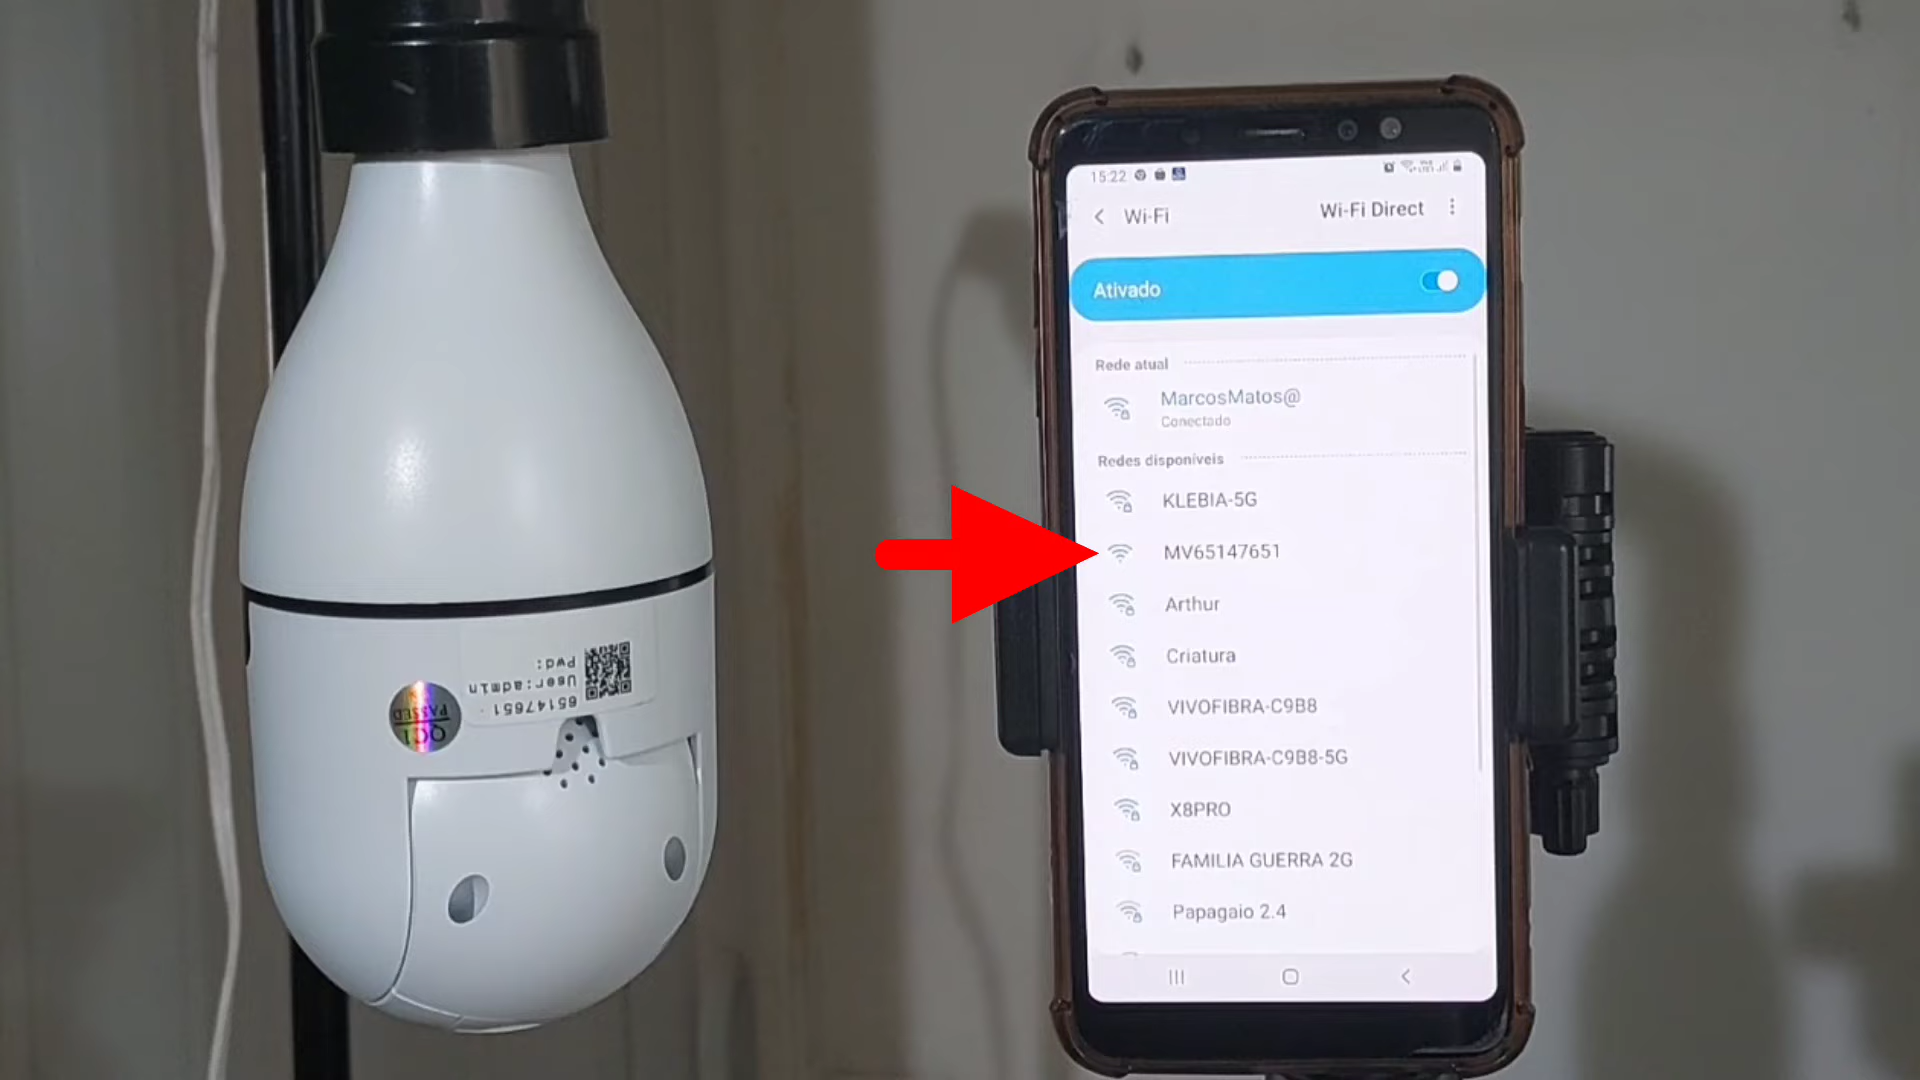 15:22
Wi-Fi
Wi-Fi Direct
Ativado
Rede atual
MarcosMatos@
Conectado
Redes disponíveis
KLEBIA-5G
MV65147651
Arthur
Criatura
VIVOFIBRA-C9B8
VIVOFIBRA-C9B8-5G
X8PRO
FAMILIA GUERRA 2G
Papagaio 2.4
65147651
User:admin
Pwd:
QC1
PASSED